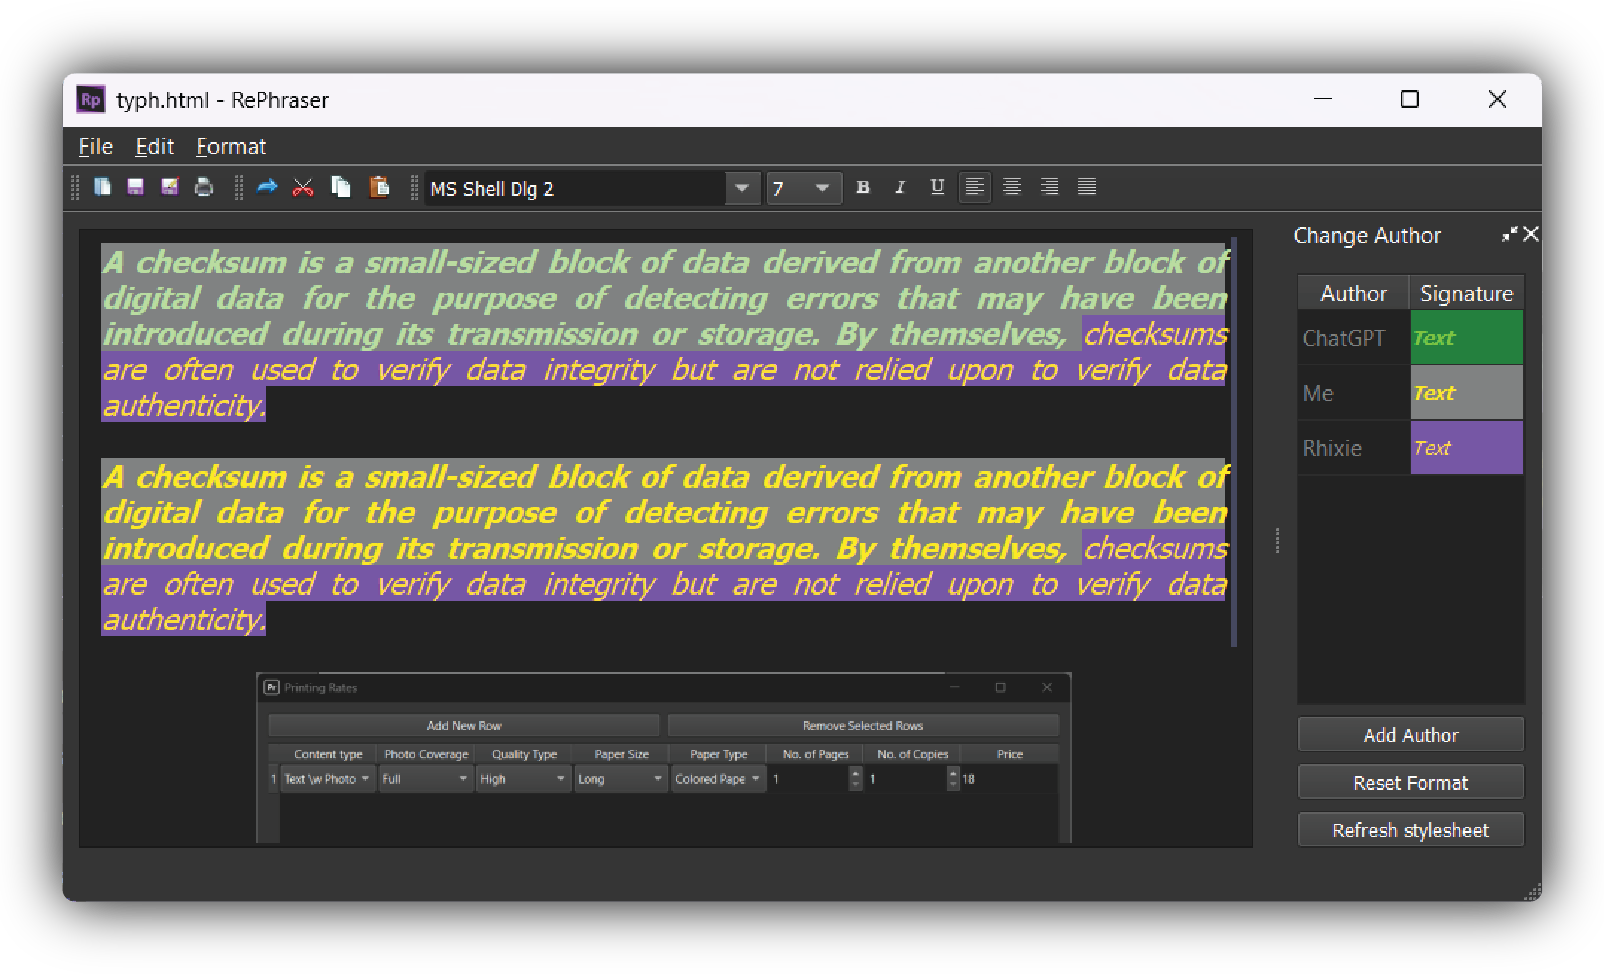 Rp typh.html - RePhraser
File Edit Format
MS Shell Dlg 2 7 B I U
Change Author
A checksum is a small-sized block of data derived from another block of
digital data for the purpose of detecting errors that may have been
introduced during its transmission or storage. By themselves, checksums
are often used to verify data integrity but are not relied upon to verify data
authenticity.
A checksum is a small-sized block of data derived from another block of
digital data for the purpose of detecting errors that may have been
introduced during its transmission or storage. By themselves, checksums
are often used to verify data integrity but are not relied upon to verify data
authenticity.
Pr Printing Rates
Add New Row Remove Selected Rows
Content type Photo Coverage Quality Type Paper Size Paper Type No. of Pages No. of Copies Price
1 Text \w Photo Full High Long Colored Pape 1 1 18
Author Signature
ChatGPT Text
Me Text
Rhixie Text
Add Author
Reset Format
Refresh stylesheet